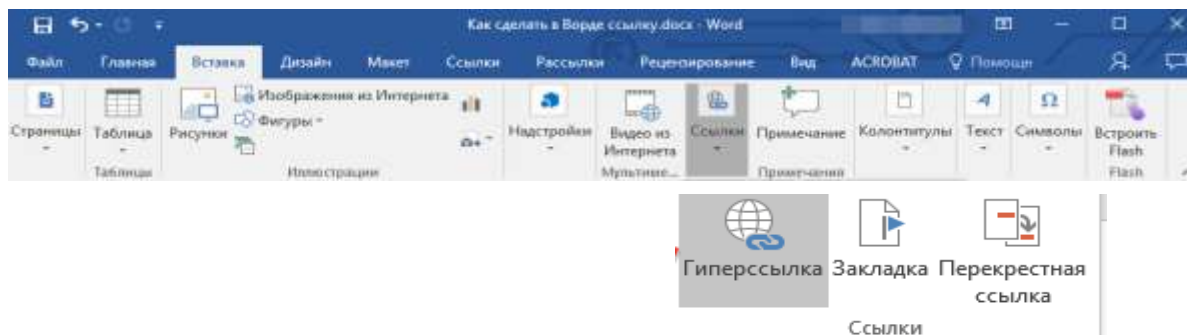 Как сделать в Ворде ссылку.docx - Word
Файл Главная Вставка Дизайн Макет Ссылки Рассылки Рецензирование Вид ACROBAT Помощн
Страницы Таблица Рисунки Изображения из Интернета Фигуры Надстройки Видео из Интернета Ссылки Примечание Колонтитулы Текст Символы Встроить Flash
Таблицы Иллюстрации Мультиме... Примечания Flash
Гиперссылка Закладка Перекрестная
ссылка
Ссылки